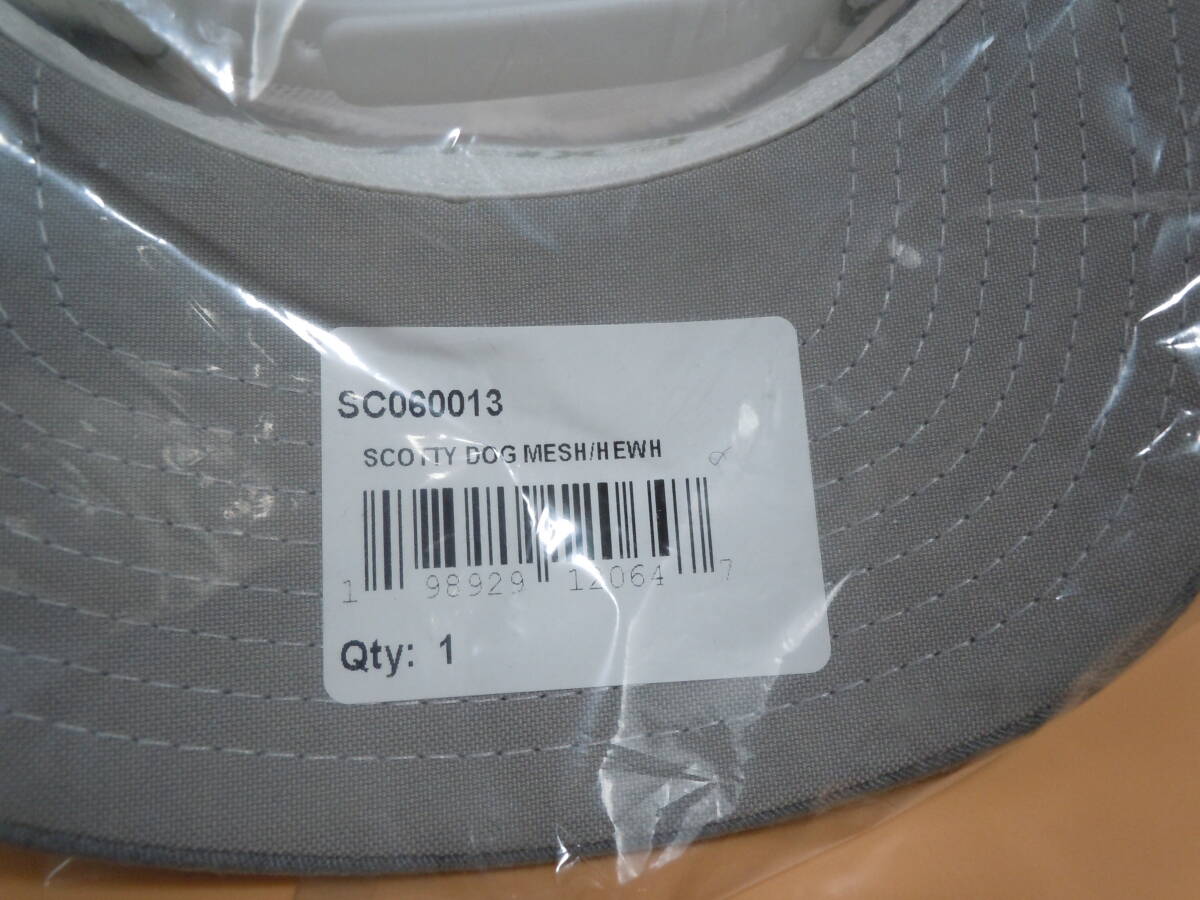 SC060013
SCOTTY DOG MESH/HEWH
1 98929 12064 7
Qty: 1